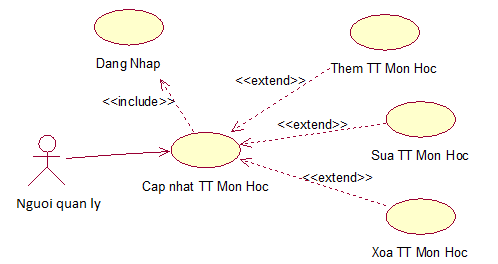 Dang Nhap
Them TT Mon Hoc
<<extend>>
<<include>>
<<extend>>
Sua TT Mon Hoc
Cap nhat TT Mon Hoc
<<extend>>
Nguoi quan ly
Xoa TT Mon Hoc